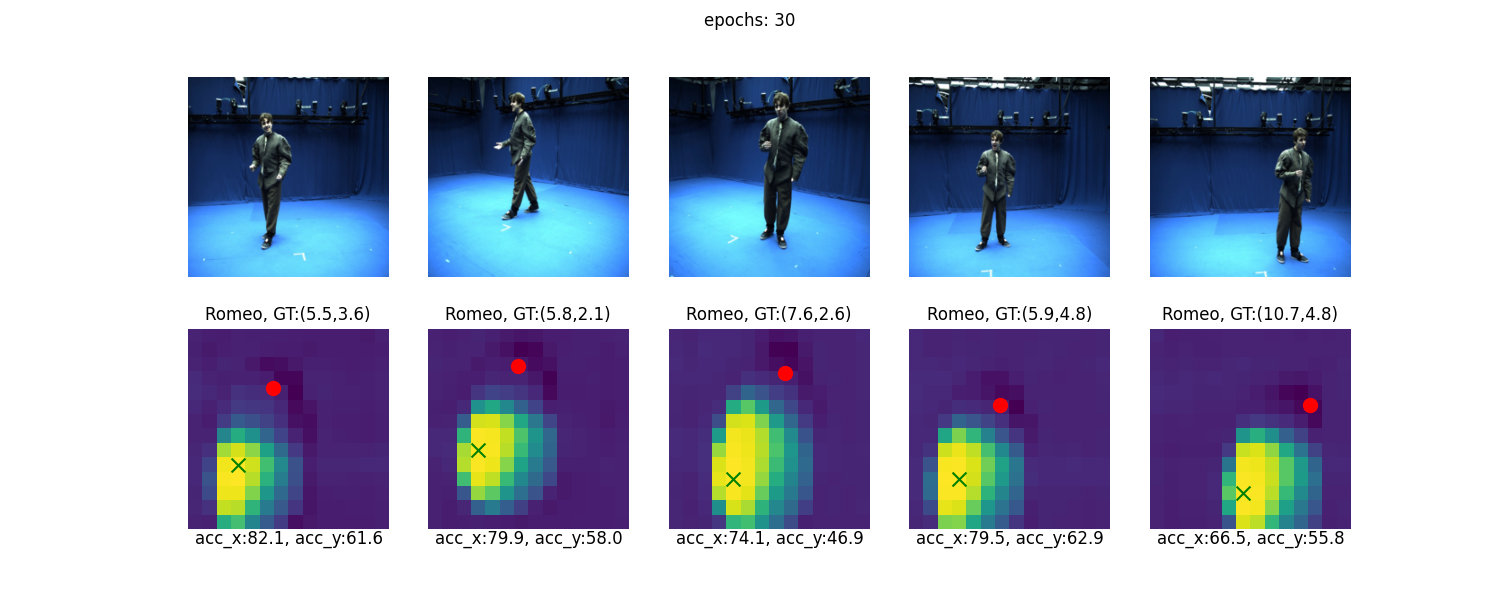 epochs: 30
Romeo, GT:(5.5,3.6)
Romeo, GT:(5.8,2.1)
Romeo, GT:(7.6,2.6)
Romeo, GT:(5.9,4.8)
Romeo, GT:(10.7,4.8)
acc_x:82.1, acc_y:61.6
acc_x:79.9, acc_y:58.0
acc_x:74.1, acc_y:46.9
acc_x:79.5, acc_y:62.9
acc_x:66.5, acc_y:55.8